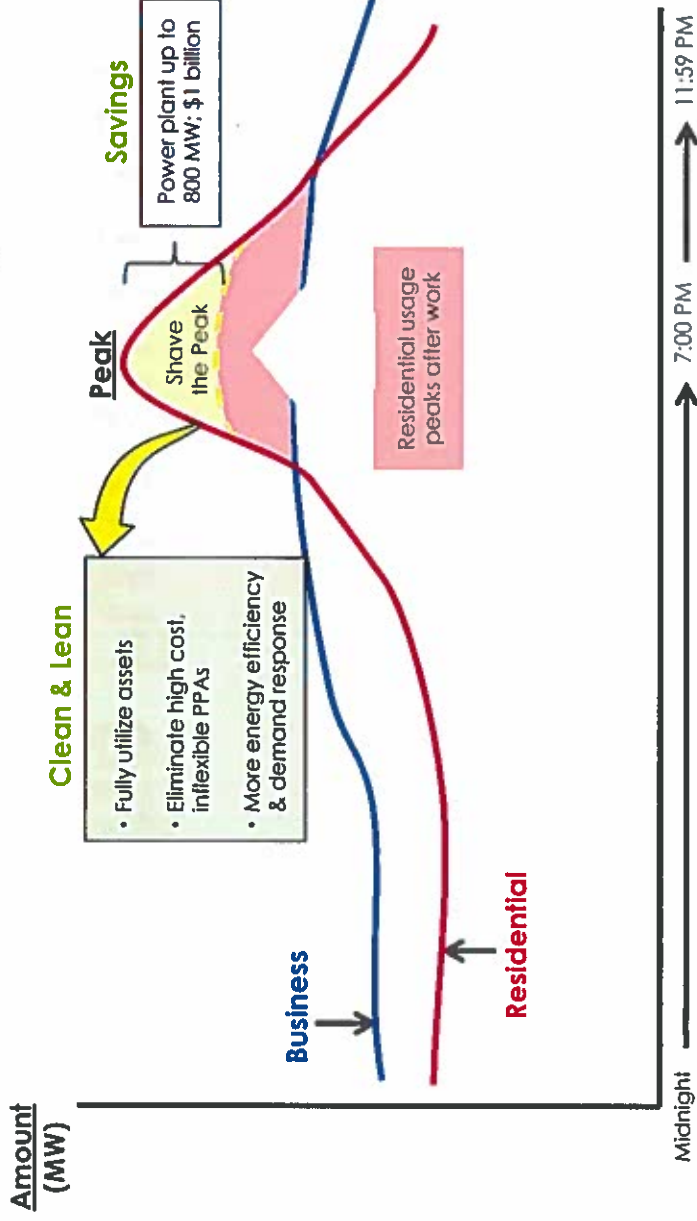 Amount
(MW)
Clean & Lean
• Fully utilize assets
• Eliminate high cost,
inflexible PPAs
• More energy efficiency
& demand response
Peak
Shave
the Peak
Savings
Power plant up to
800 MW; $1 billion
Business
Residential
Residential usage
peaks after work
Midnight
7:00 PM
11:59 PM